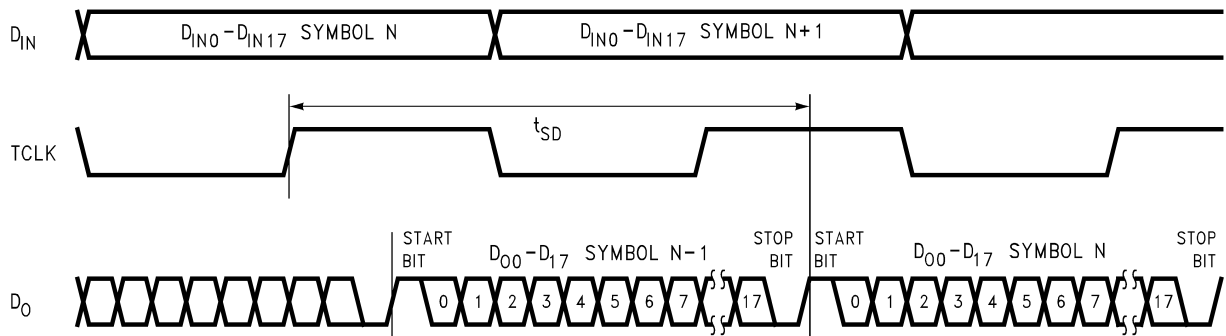 D_IN D_IN0-D_IN17 SYMBOL N D_IN0-D_IN17 SYMBOL N+1
t_SD
TCLK
START BIT D_O0-D_17 SYMBOL N-1 STOP BIT START BIT D_O0-D_17 SYMBOL N STOP BIT
D_O 0 1 2 3 4 5 6 7 17 0 1 2 3 4 5 6 7 17